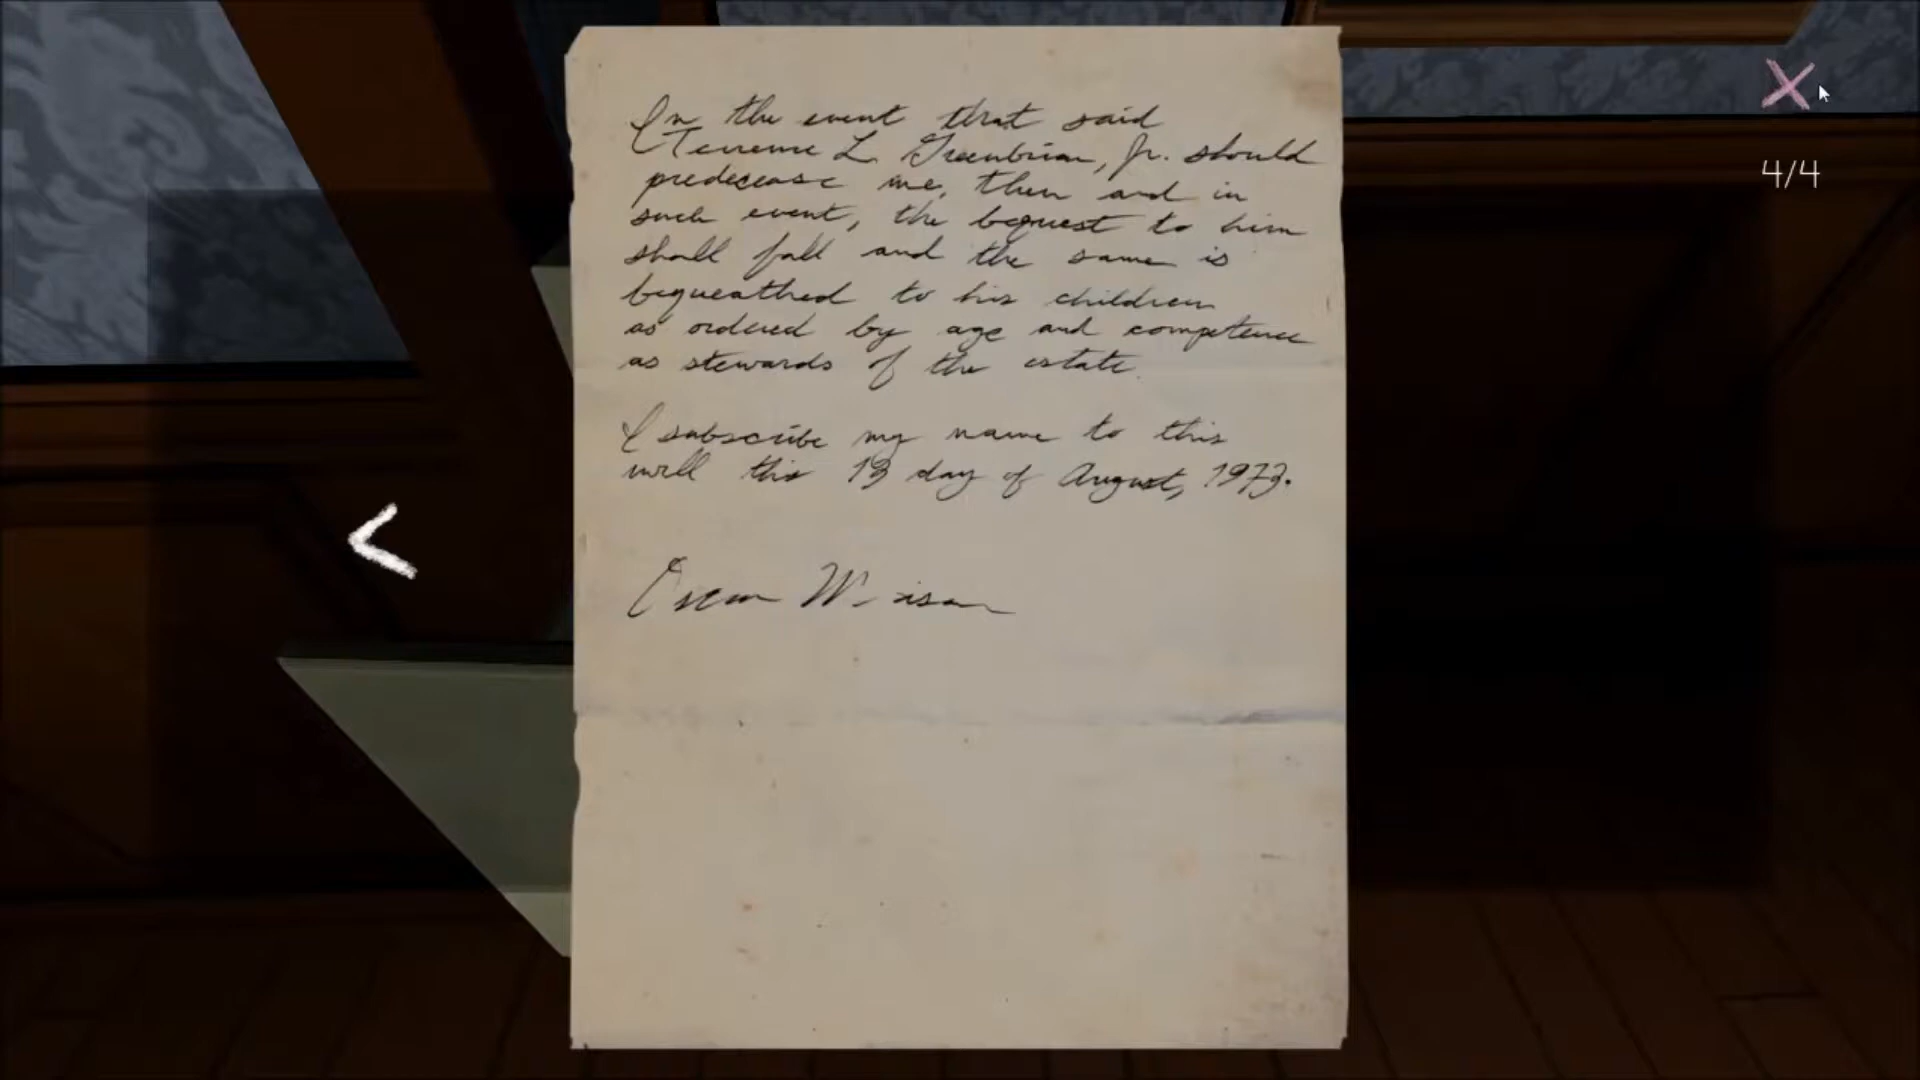 In the event that said
Terrence L. Greenbriar, Jr. should
predecease me, then and in
such event, the bequest to him
shall fall and the same is
bequeathed to his children
as ordered by age and competence
as stewards of the estate.
I subscribe my name to this
will this 13 day of August, 1973.
Oscar
4/4